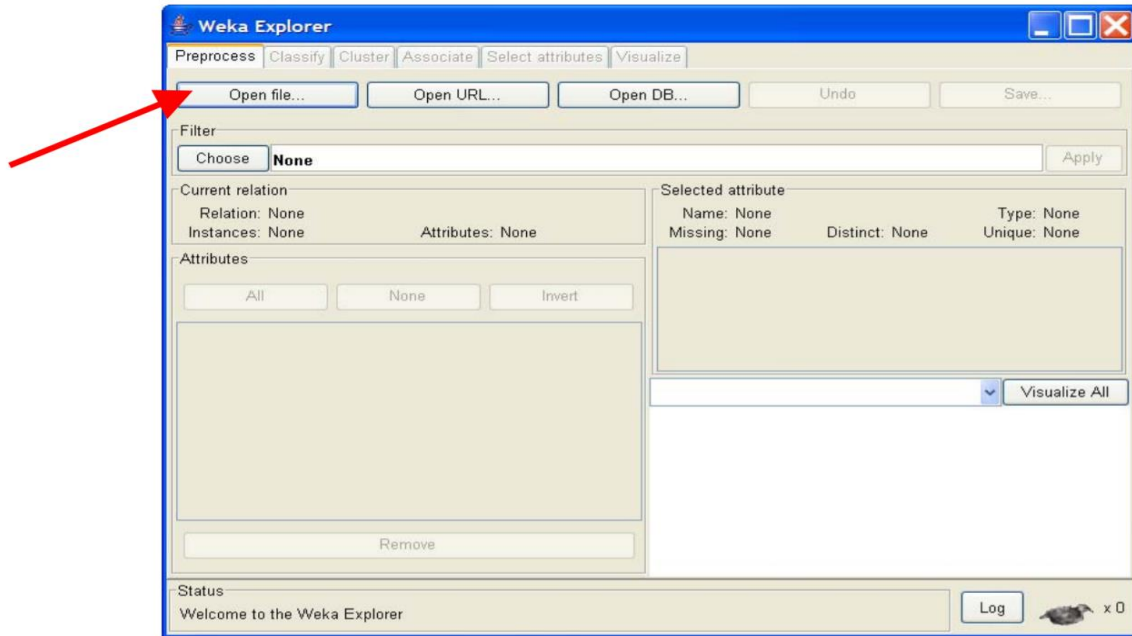 Weka Explorer
Preprocess Classify Cluster Associate Select attributes Visualize
Open file... Open URL... Open DB... Undo Save...
Filter
Choose None Apply
Current relation
Relation: None
Instances: None Attributes: None
Selected attribute
Name: None Type: None
Missing: None Distinct: None Unique: None
Attributes
All None Invert
Visualize All
Remove
Status
Welcome to the Weka Explorer
Log x 0